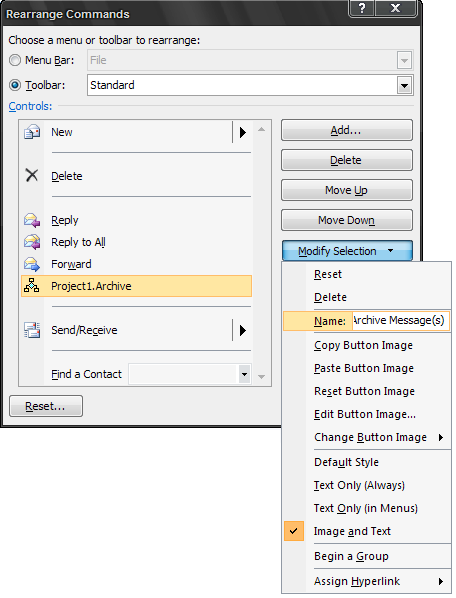 Rearrange Commands
Choose a menu or toolbar to rearrange:
Menu Bar: File
Toolbar: Standard
Controls:
New
Delete
Reply
Reply to All
Forward
Project1.Archive
Send/Receive
Find a Contact
Add...
Delete
Move Up
Move Down
Modify Selection
Reset
Delete
Name: Archive Message(s)
Copy Button Image
Paste Button Image
Reset Button Image
Edit Button Image...
Change Button Image
Default Style
Text Only (Always)
Text Only (in Menus)
Image and Text
Begin a Group
Assign Hyperlink
Reset...